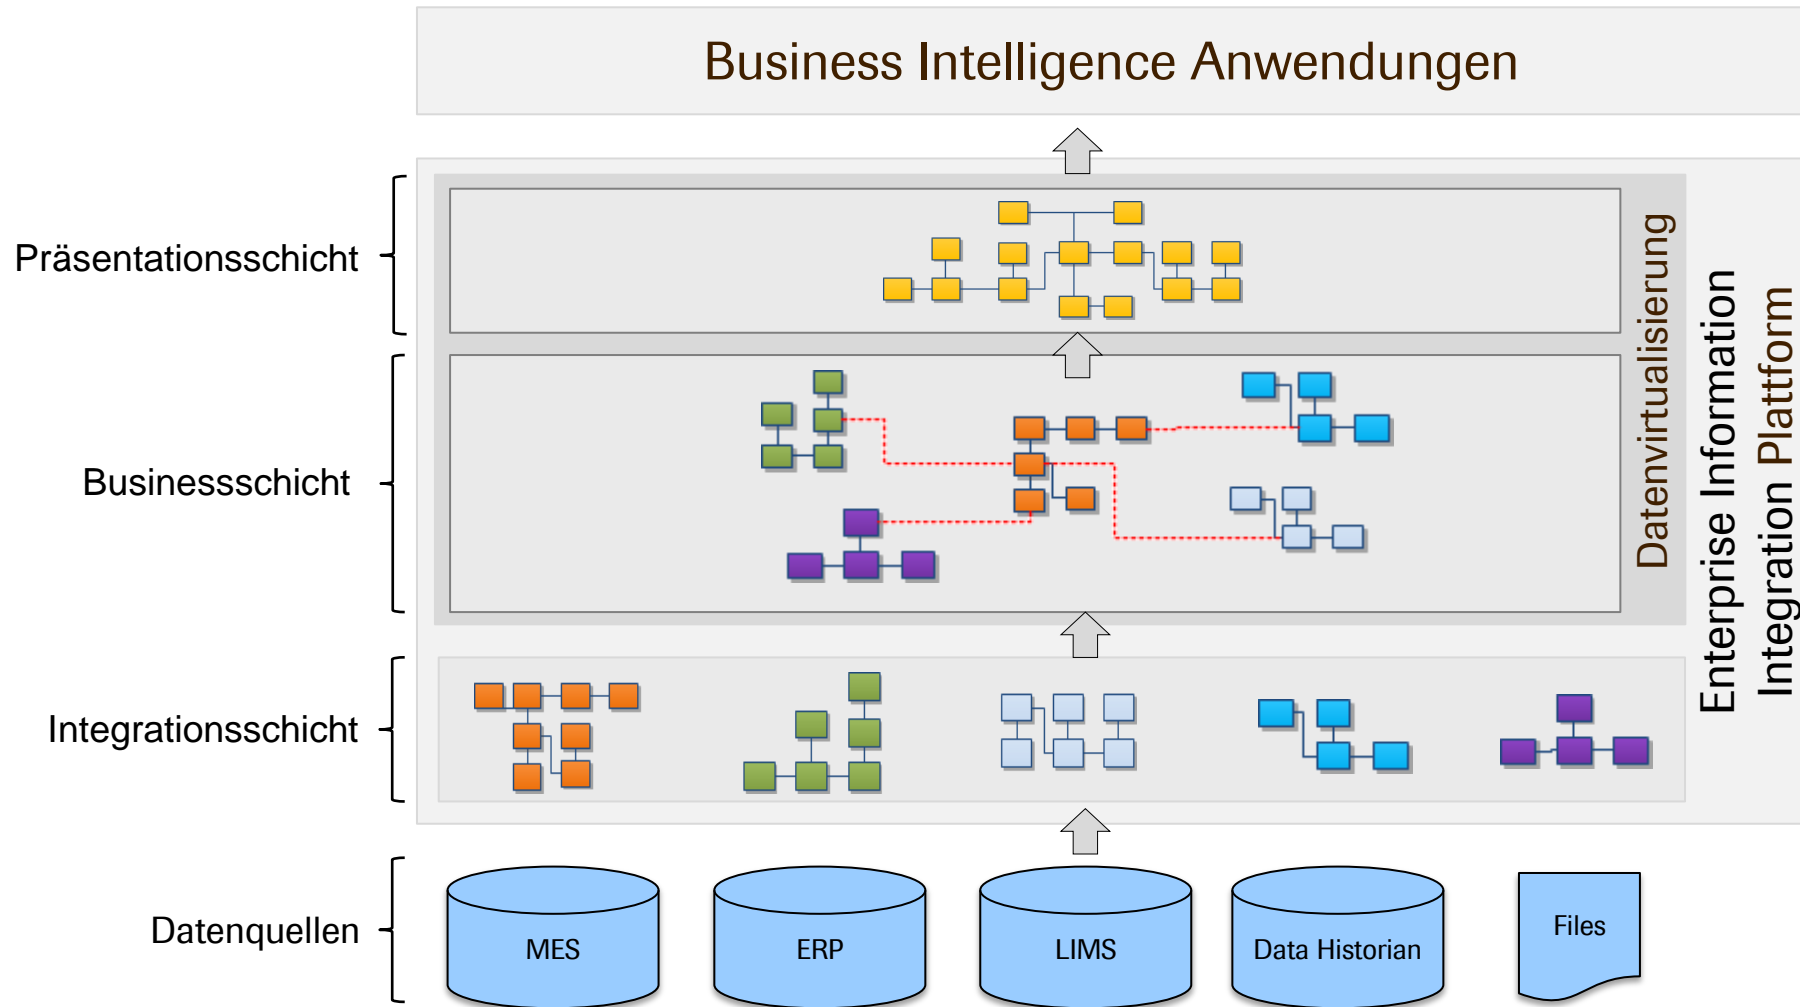 Business Intelligence Anwendungen
Präsentationsschicht
Businessschicht
Integrationsschicht
Datenquellen
Datenvirtualisierung
Enterprise Information
Integration Plattform
MES
ERP
LIMS
Data Historian
Files